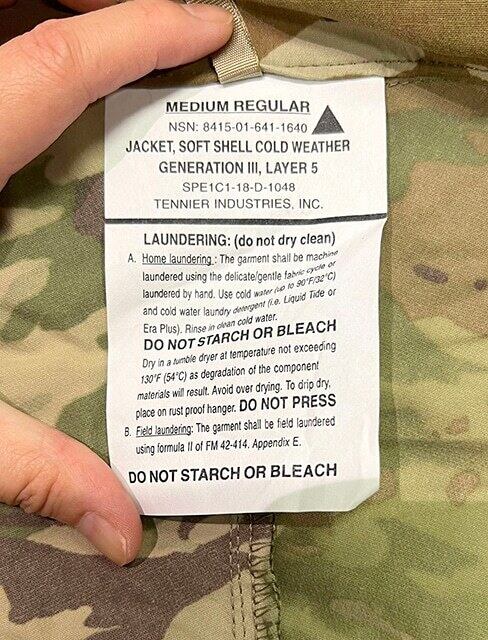 MEDIUM REGULAR
NSN: 8415-01-641-1640
JACKET, SOFT SHELL COLD WEATHER
GENERATION III, LAYER 5
SPE1C1-18-D-1048
TENNIER INDUSTRIES, INC.
LAUNDERING: (do not dry clean)
A. Home laundering : The garment shall be machine
laundered using the delicate/gentle fabric cycle or
laundered by hand. Use cold water (up to 90°F/32°C)
and cold water laundry detergent (i.e. Liquid Tide or
Era Plus). Rinse in clean cold water.
DO NOT STARCH OR BLEACH
Dry in a tumble dryer at temperature not exceeding
130°F (54°C) as degradation of the component
materials will result. Avoid over drying. To drip dry,
place on rust proof hanger. DO NOT PRESS
B. Field laundering: The garment shall be field laundered
using formula II of FM 42-414. Appendix E.
DO NOT STARCH OR BLEACH